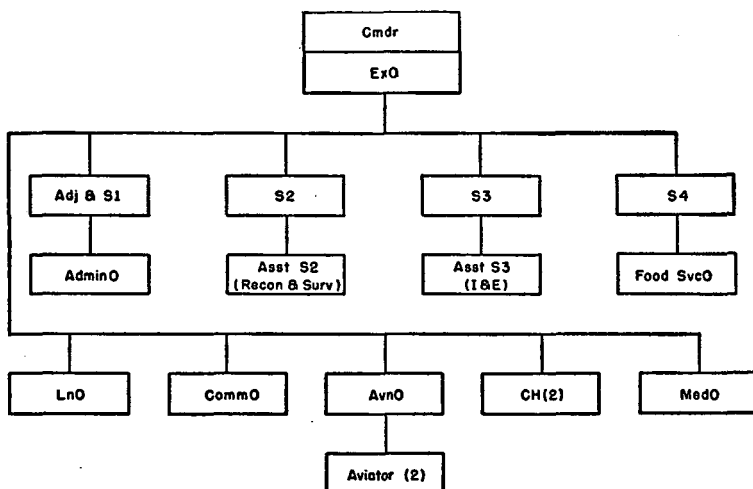 Cmdr
ExO
Adj & S1
S2
S3
S4
AdminO
Asst S2
(Recon & Surv)
Asst S3
(I&E)
Food SvcO
LnO
CommO
AvnO
CH(2)
MedO
Aviator (2)